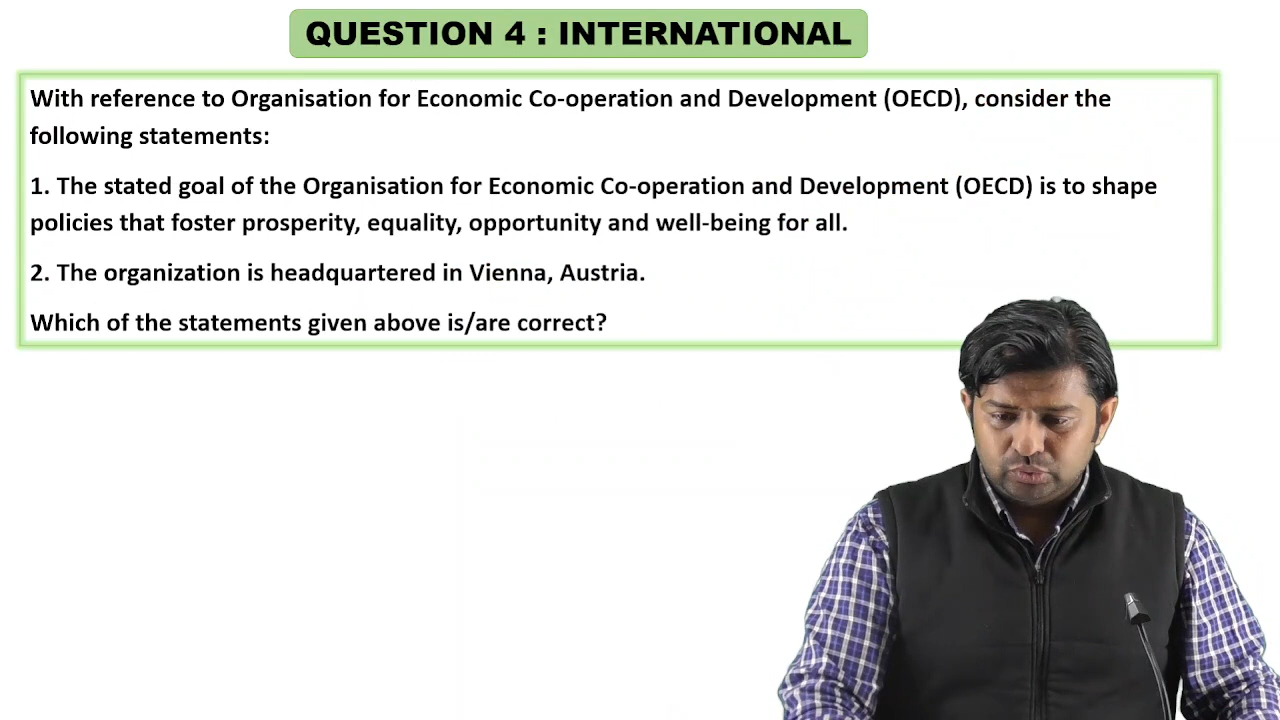 QUESTION 4 : INTERNATIONAL
With reference to Organisation for Economic Co-operation and Development (OECD), consider the
following statements:
1. The stated goal of the Organisation for Economic Co-operation and Development (OECD) is to shape
policies that foster prosperity, equality, opportunity and well-being for all.
2. The organization is headquartered in Vienna, Austria.
Which of the statements given above is/are correct?